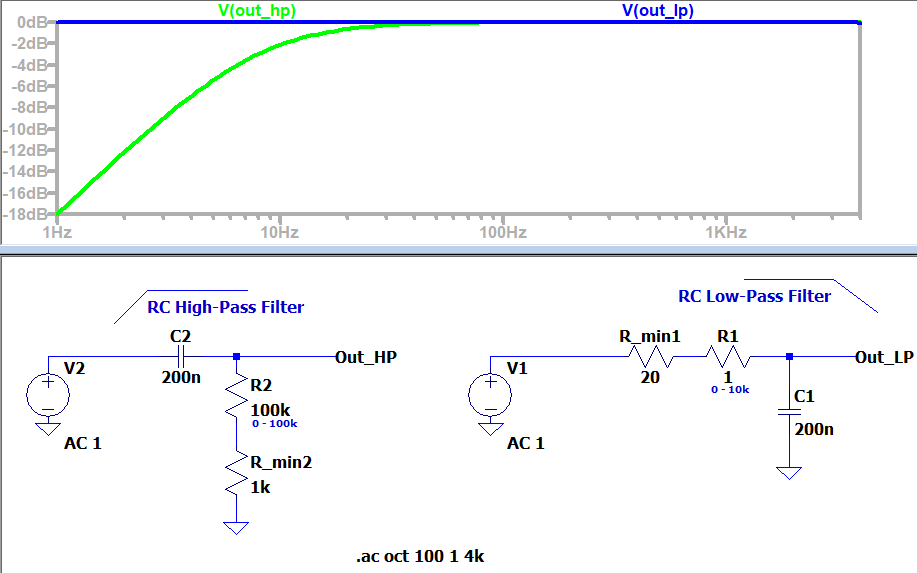 V(out_hp) V(out_lp)
0dB
-2dB
-4dB
-6dB
-8dB
-10dB
-12dB
-14dB
-16dB
-18dB
1Hz 10Hz 100Hz 1KHz
RC High-Pass Filter
C2
200n
Out_HP
V2
AC 1
R2
100k
0 - 100k
R_min2
1k
RC Low-Pass Filter
R_min1
20
R1
1
0 - 10k
Out_LP
V1
AC 1
C1
200n
.ac oct 100 1 4k